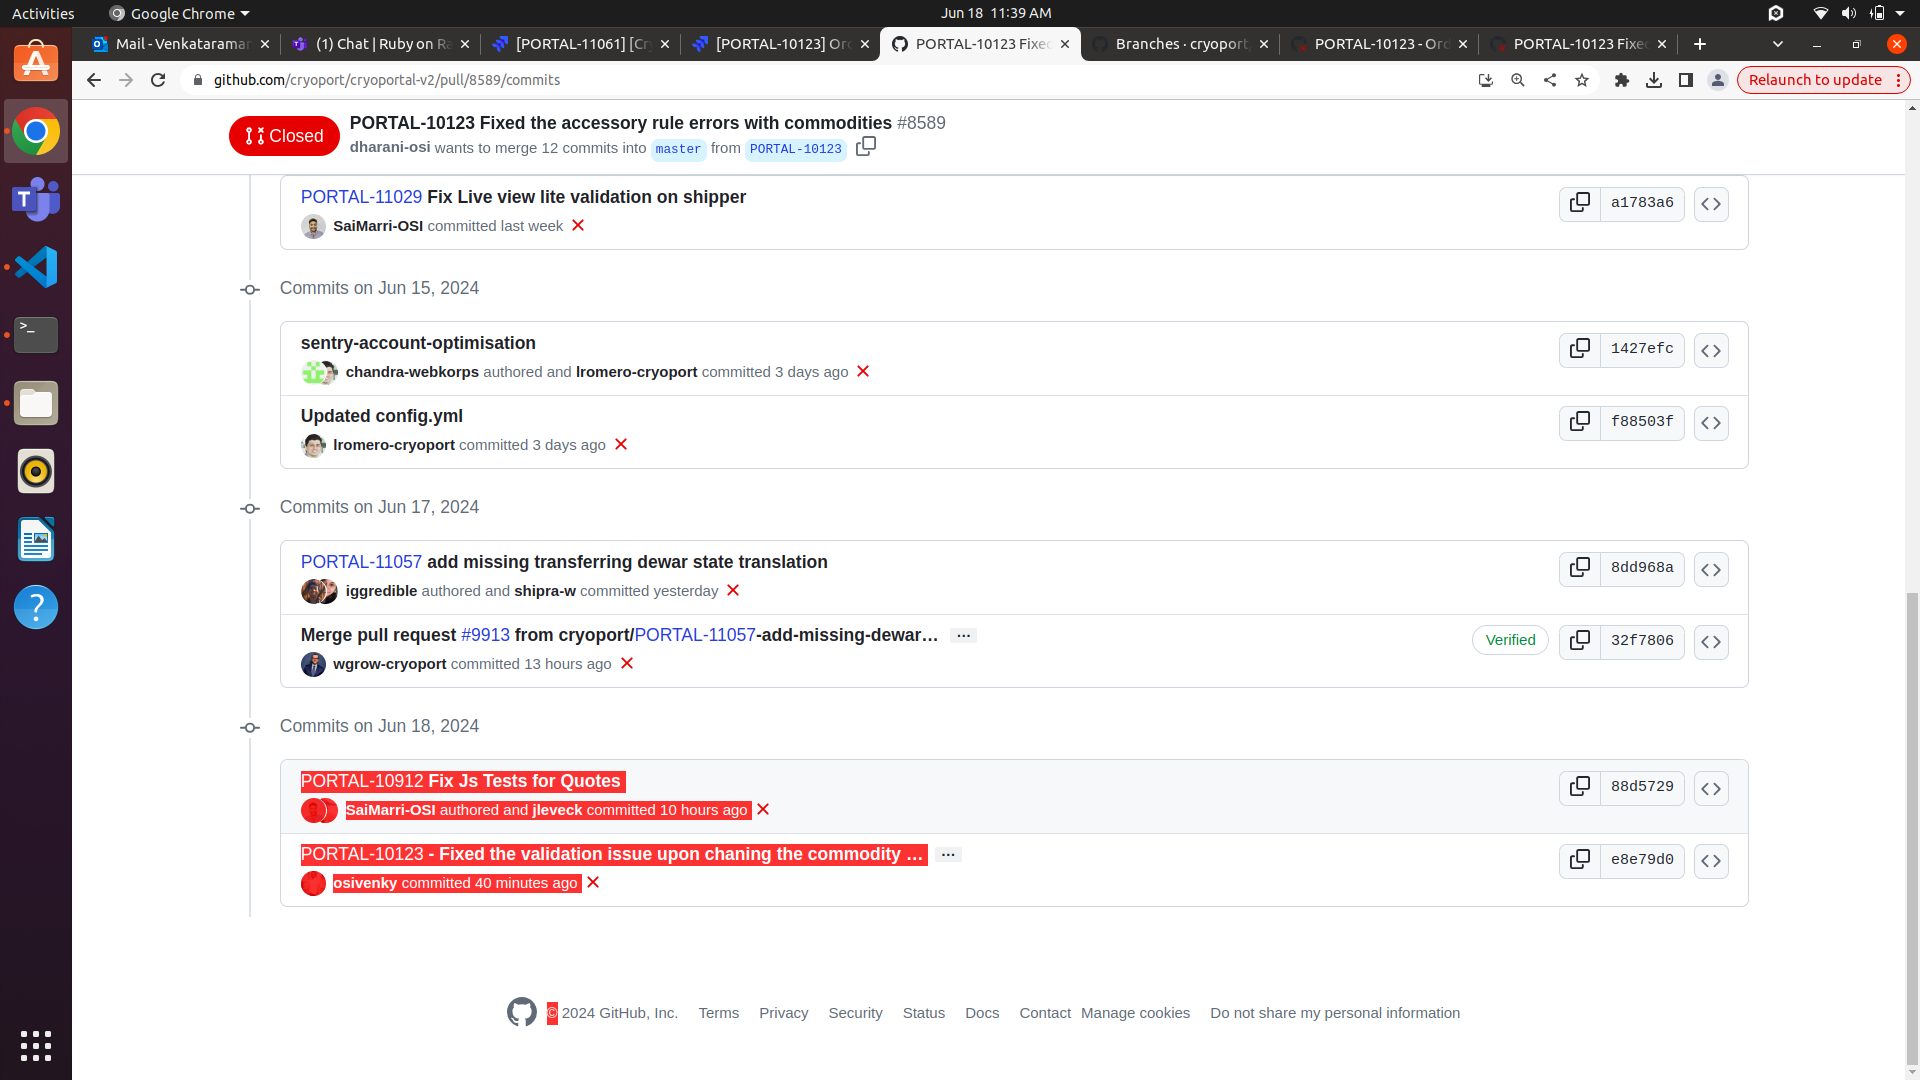 Activities Google Chrome Jun 18 11:39 AM
Mail - Venkataraman (1) Chat | Ruby on Ra [PORTAL-11061] [Cry [PORTAL-10123] Ord PORTAL-10123 Fixed Branches · cryoport, PORTAL-10123 - Ord PORTAL-10123 Fixed
github.com/cryoport/cryoportal-v2/pull/8589/commits Relaunch to update
Closed
PORTAL-10123 Fixed the accessory rule errors with commodities #8589
dharani-osi wants to merge 12 commits into master from PORTAL-10123
PORTAL-11029 Fix Live view lite validation on shipper
a1783a6
SaiMarri-OSI committed last week
Commits on Jun 15, 2024
sentry-account-optimisation
1427efc
chandra-webkorps authored and lromero-cryoport committed 3 days ago
Updated config.yml
f88503f
lromero-cryoport committed 3 days ago
Commits on Jun 17, 2024
PORTAL-11057 add missing transferring dewar state translation
8dd968a
iggredible authored and shipra-w committed yesterday
Merge pull request #9913 from cryoport/PORTAL-11057-add-missing-dewar… …
Verified 32f7806
wgrow-cryoport committed 13 hours ago
Commits on Jun 18, 2024
PORTAL-10912 Fix Js Tests for Quotes
88d5729
SaiMarri-OSI authored and jleveck committed 10 hours ago
PORTAL-10123 - Fixed the validation issue upon chaning the commodity … …
e8e79d0
osivenky committed 40 minutes ago
© 2024 GitHub, Inc. Terms Privacy Security Status Docs Contact Manage cookies Do not share my personal information